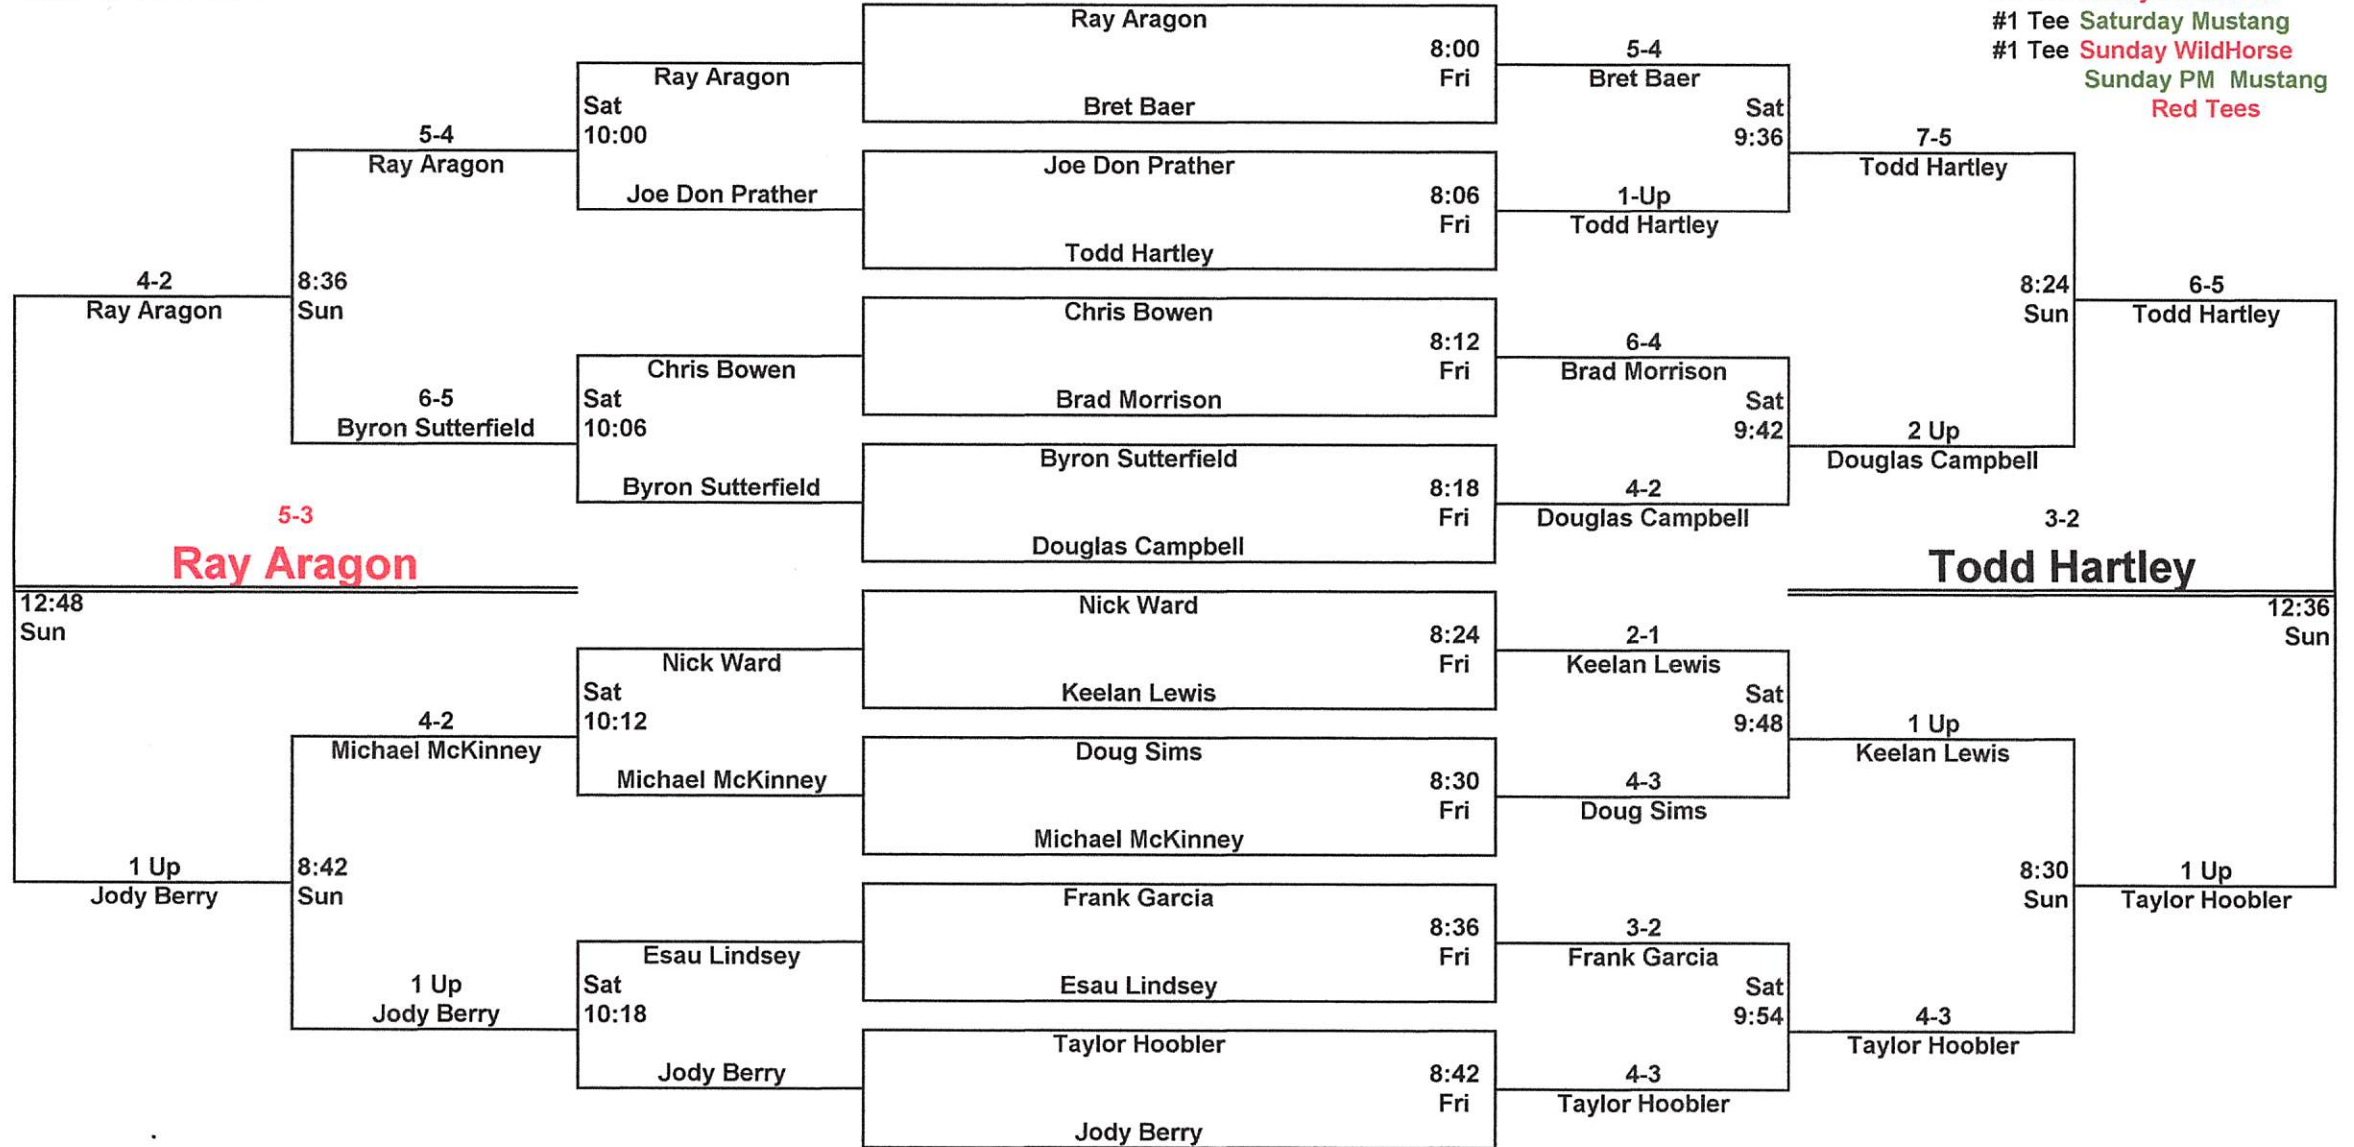 #1 Tee Saturday Mustang
#1 Tee Sunday WildHorse
Sunday PM Mustang
Red Tees
Ray Aragon
8:00
Fri
Bret Baer
Joe Don Prather
8:06
Fri
Todd Hartley
Chris Bowen
8:12
Fri
Brad Morrison
Byron Sutterfield
8:18
Fri
Douglas Campbell
Nick Ward
8:24
Fri
Keelan Lewis
Doug Sims
8:30
Fri
Michael McKinney
Frank Garcia
8:36
Fri
Esau Lindsey
Taylor Hoobler
8:42
Fri
Jody Berry
Ray Aragon
Sat
10:00
Joe Don Prather
Chris Bowen
Sat
10:06
Byron Sutterfield
Nick Ward
Sat
10:12
Michael McKinney
Esau Lindsey
Sat
10:18
Jody Berry
5-4
Ray Aragon
8:36
Sun
6-5
Byron Sutterfield
4-2
Michael McKinney
8:42
Sun
1 Up
Jody Berry
4-2
Ray Aragon
5-3
Ray Aragon
12:48
Sun
1 Up
Jody Berry
5-4
Bret Baer
Sat
9:36
1-Up
Todd Hartley
6-4
Brad Morrison
Sat
9:42
4-2
Douglas Campbell
2-1
Keelan Lewis
Sat
9:48
4-3
Doug Sims
3-2
Frank Garcia
Sat
9:54
4-3
Taylor Hoobler
7-5
Todd Hartley
8:24
Sun
2 Up
Douglas Campbell
1 Up
Keelan Lewis
8:30
Sun
4-3
Taylor Hoobler
6-5
Todd Hartley
3-2
Todd Hartley
12:36
Sun
1 Up
Taylor Hoobler